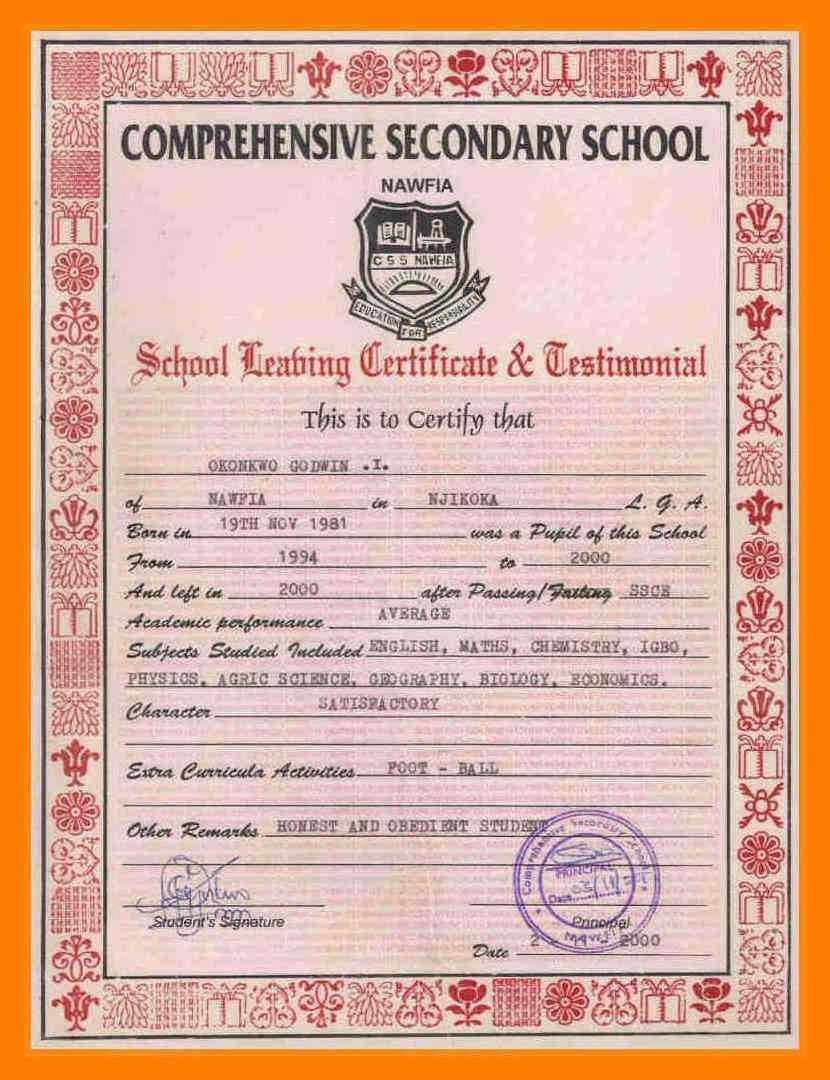 COMPREHENSIVE SECONDARY SCHOOL
NAWFIA
C S S NAWFIA
EDUCATION FOR RESPONSIBILITY
School Leaving Certificate & Testimonial
This is to Certify that
OKONKWO GODWIN .I.
of NAWFIA in NJIKOKA L. G. A.
Born in 19TH NOV 1981 was a Pupil of this School
From 1994 to 2000
And left in 2000 after Passing/Failing SSCE
Academic performance AVERAGE
Subjects Studied Included ENGLISH, MATHS, CHEMISTRY, IGBO,
PHYSICS, AGRIC SCIENCE, GEOGRAPHY, BIOLOGY, ECONOMICS.
Character SATISFACTORY
Extra Curricula Activities FOOT - BALL
Other Remarks HONEST AND OBEDIENT STUDENT
Comprehensive Secondary
PRINCIPAL
Date
Student's Signature Principal
Date 2 2000